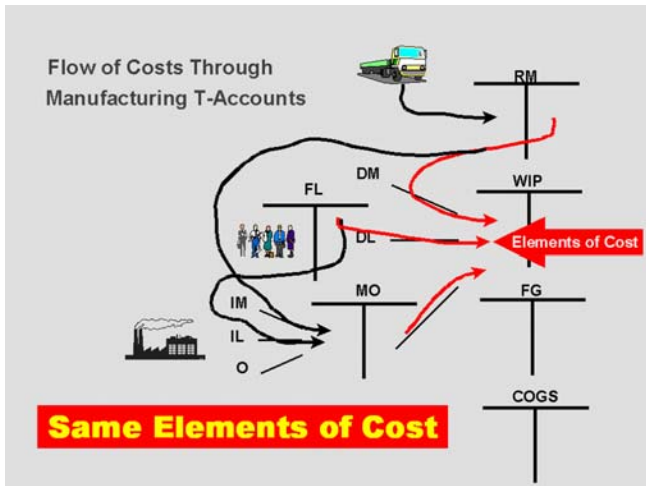 Flow of Costs Through
Manufacturing T-Accounts
RM
DM
WIP
FL
DL
Elements of Cost
IM
MO
FG
IL
O
COGS
Same Elements of Cost